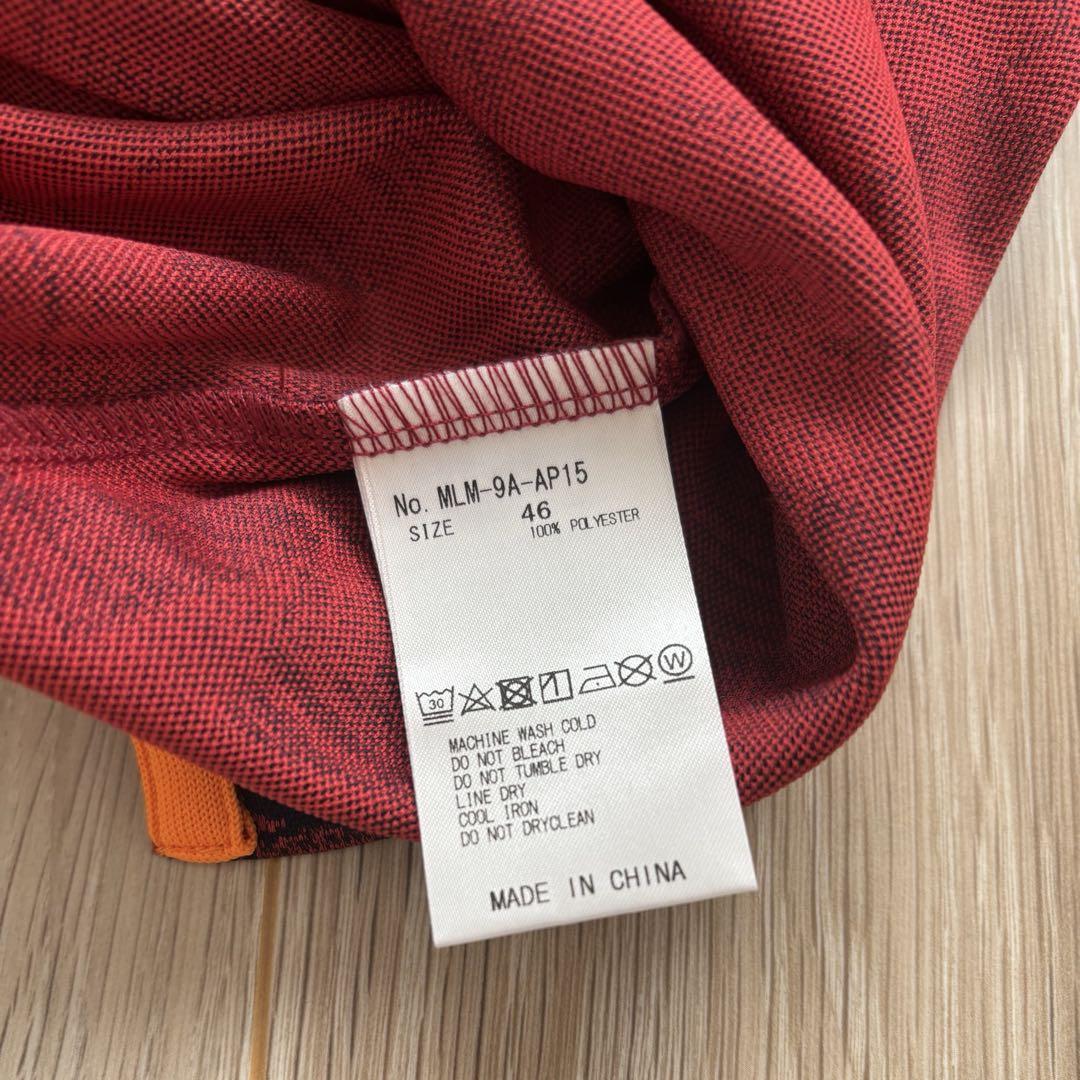 No. MLM-9A-AP15
SIZE 46
100% POLYESTER
30 W
MACHINE WASH COLD
DO NOT BLEACH
DO NOT TUMBLE DRY
LINE DRY
COOL IRON
DO NOT DRYCLEAN
MADE IN CHINA